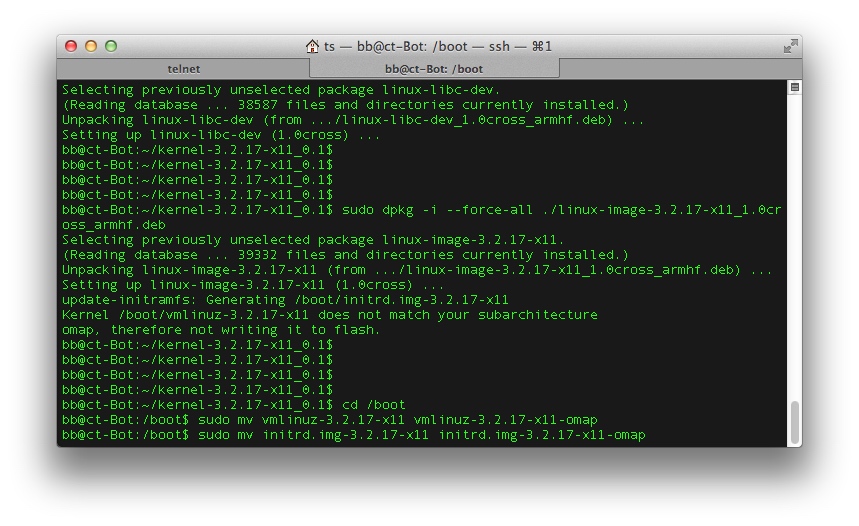 ts — bb@ct-Bot: /boot — ssh — ⌘1
telnet
bb@ct-Bot: /boot
Selecting previously unselected package linux-libc-dev.
(Reading database ... 38587 files and directories currently installed.)
Unpacking linux-libc-dev (from .../linux-libc-dev_1.0cross_armhf.deb) ...
Setting up linux-libc-dev (1.0cross) ...
bb@ct-Bot:~/kernel-3.2.17-x11_0.1$
bb@ct-Bot:~/kernel-3.2.17-x11_0.1$
bb@ct-Bot:~/kernel-3.2.17-x11_0.1$
bb@ct-Bot:~/kernel-3.2.17-x11_0.1$
bb@ct-Bot:~/kernel-3.2.17-x11_0.1$ sudo dpkg -i --force-all ./linux-image-3.2.17-x11_1.0cr
oss_armhf.deb
Selecting previously unselected package linux-image-3.2.17-x11.
(Reading database ... 39332 files and directories currently installed.)
Unpacking linux-image-3.2.17-x11 (from .../linux-image-3.2.17-x11_1.0cross_armhf.deb) ...
Setting up linux-image-3.2.17-x11 (1.0cross) ...
update-initramfs: Generating /boot/initrd.img-3.2.17-x11
Kernel /boot/vmlinuz-3.2.17-x11 does not match your subarchitecture
omap, therefore not writing it to flash.
bb@ct-Bot:~/kernel-3.2.17-x11_0.1$
bb@ct-Bot:~/kernel-3.2.17-x11_0.1$
bb@ct-Bot:~/kernel-3.2.17-x11_0.1$
bb@ct-Bot:~/kernel-3.2.17-x11_0.1$
bb@ct-Bot:~/kernel-3.2.17-x11_0.1$ cd /boot
bb@ct-Bot:/boot$ sudo mv vmlinuz-3.2.17-x11 vmlinuz-3.2.17-x11-omap
bb@ct-Bot:/boot$ sudo mv initrd.img-3.2.17-x11 initrd.img-3.2.17-x11-omap